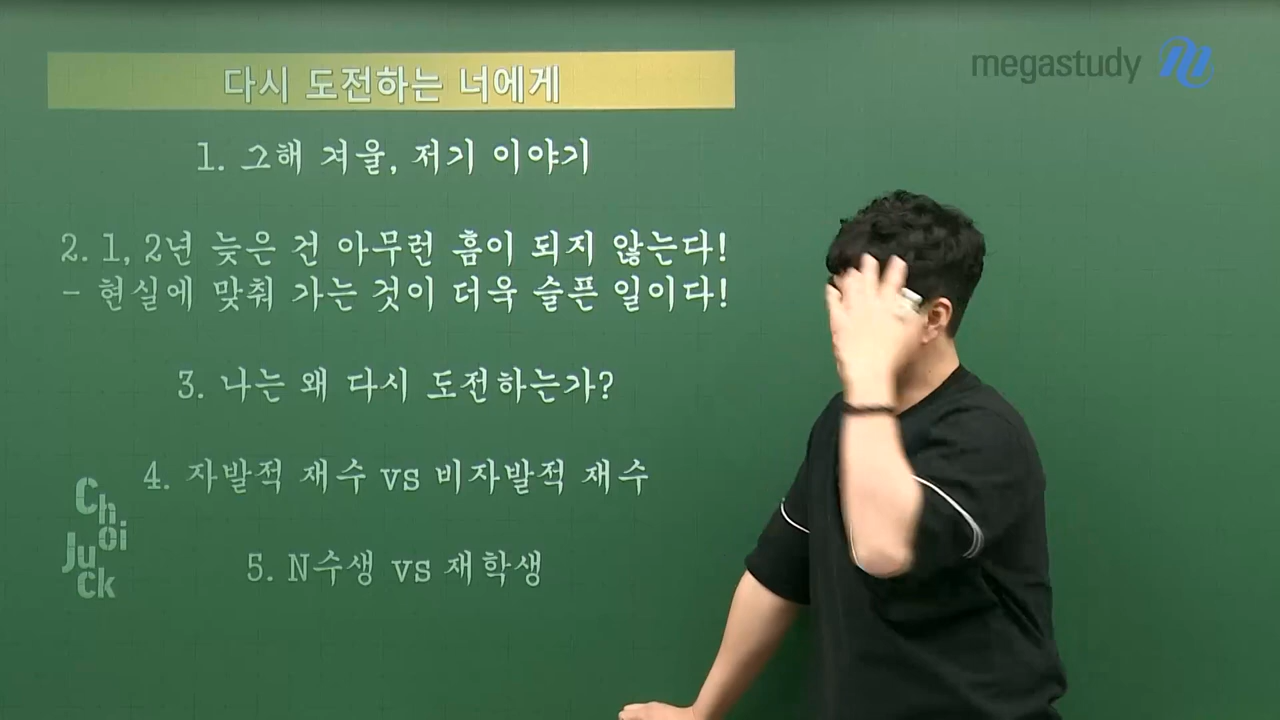 다시 도전하는 너에게
megastudy
1. 그해 겨울, 저기 이야기
2. 1, 2년 늦은 건 아무런 흠이 되지 않는다!
- 현실에 맞춰 가는 것이 더욱 슬픈 일이다!
3. 나는 왜 다시 도전하는가?
4. 자발적 재수 vs 비자발적 재수
5. N수생 vs 재학생
Choi
Juck